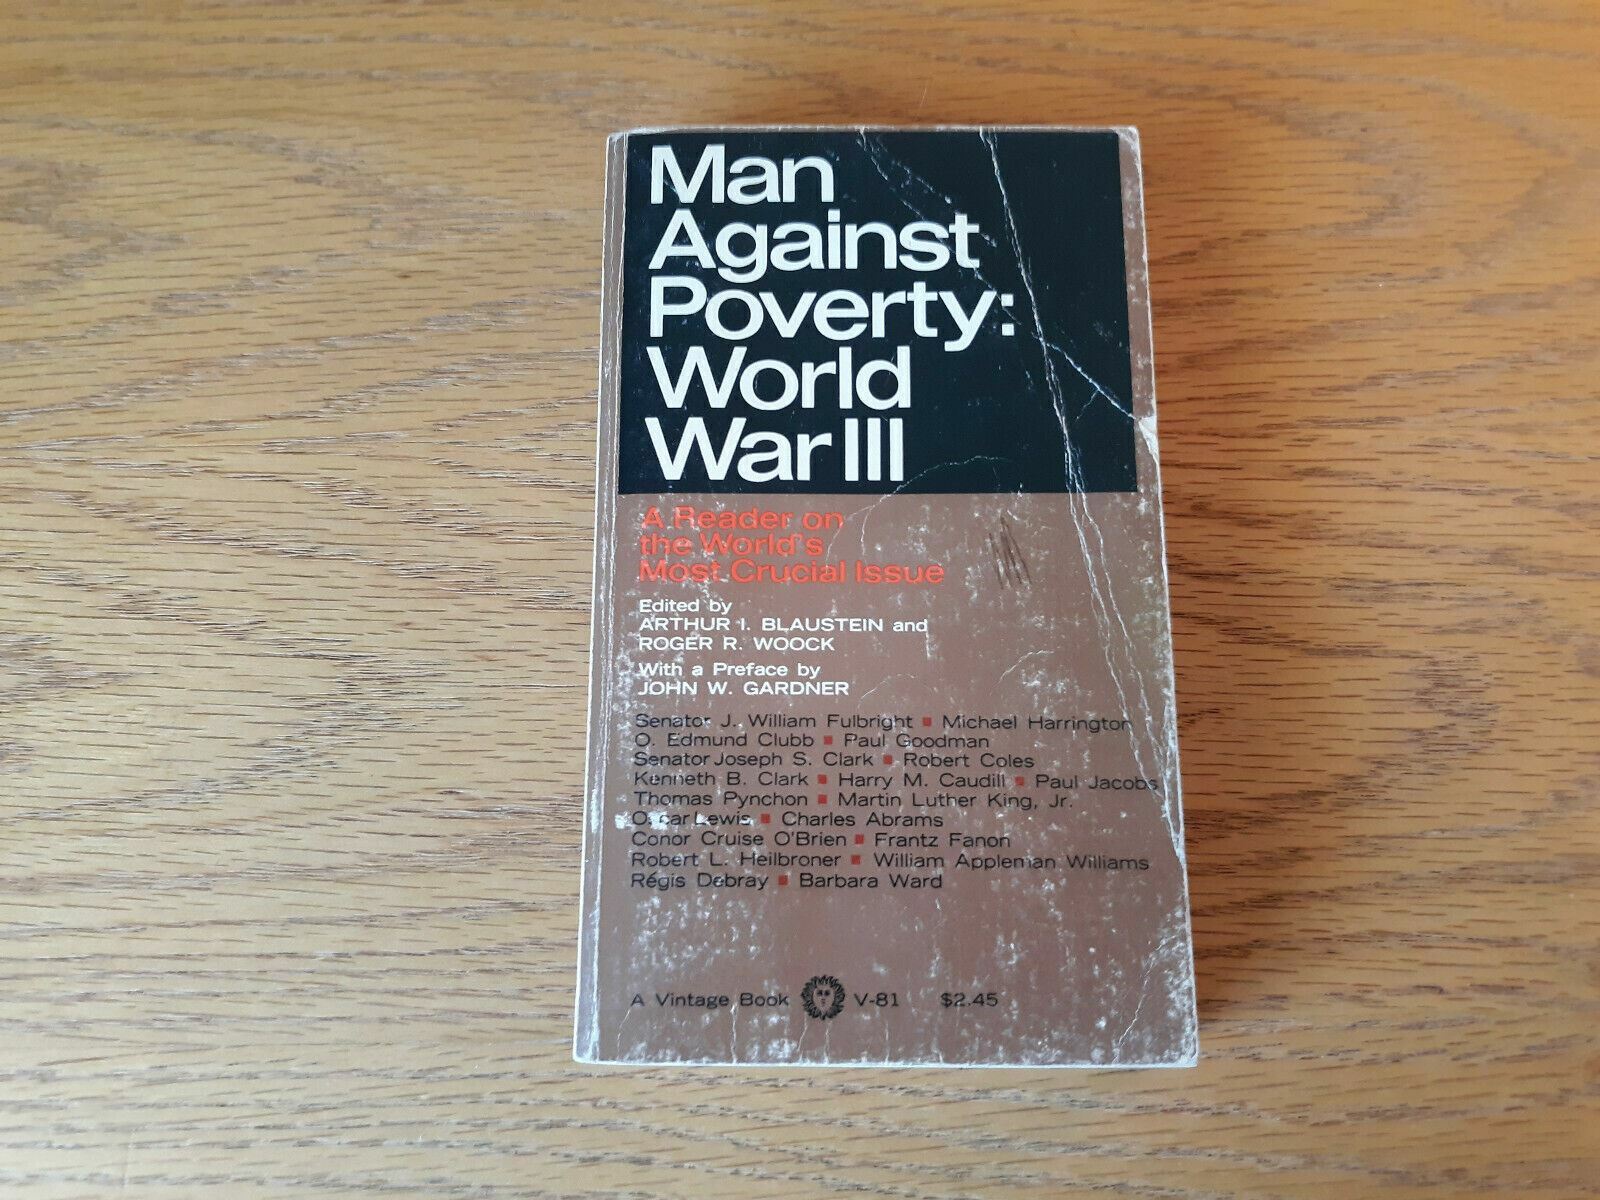 Man
Against
Poverty:
World
War III
A Reader on
the World's
Most Crucial Issue
Edited by
ARTHUR I. BLAUSTEIN and
ROGER R. WOOCK
With a Preface by
JOHN W. GARDNER
Senator J. William Fulbright ▪ Michael Harrington
O. Edmund Clubb ▪ Paul Goodman
Senator Joseph S. Clark ▪ Robert Coles
Kenneth B. Clark ▪ Harry M. Caudill ▪ Paul Jacobs
Thomas Pynchon ▪ Martin Luther King, Jr.
Oscar Lewis ▪ Charles Abrams
Conor Cruise O'Brien ▪ Frantz Fanon
Robert L. Heilbroner ▪ William Appleman Williams
Régis Debray ▪ Barbara Ward
A Vintage Book V-81 $2.45